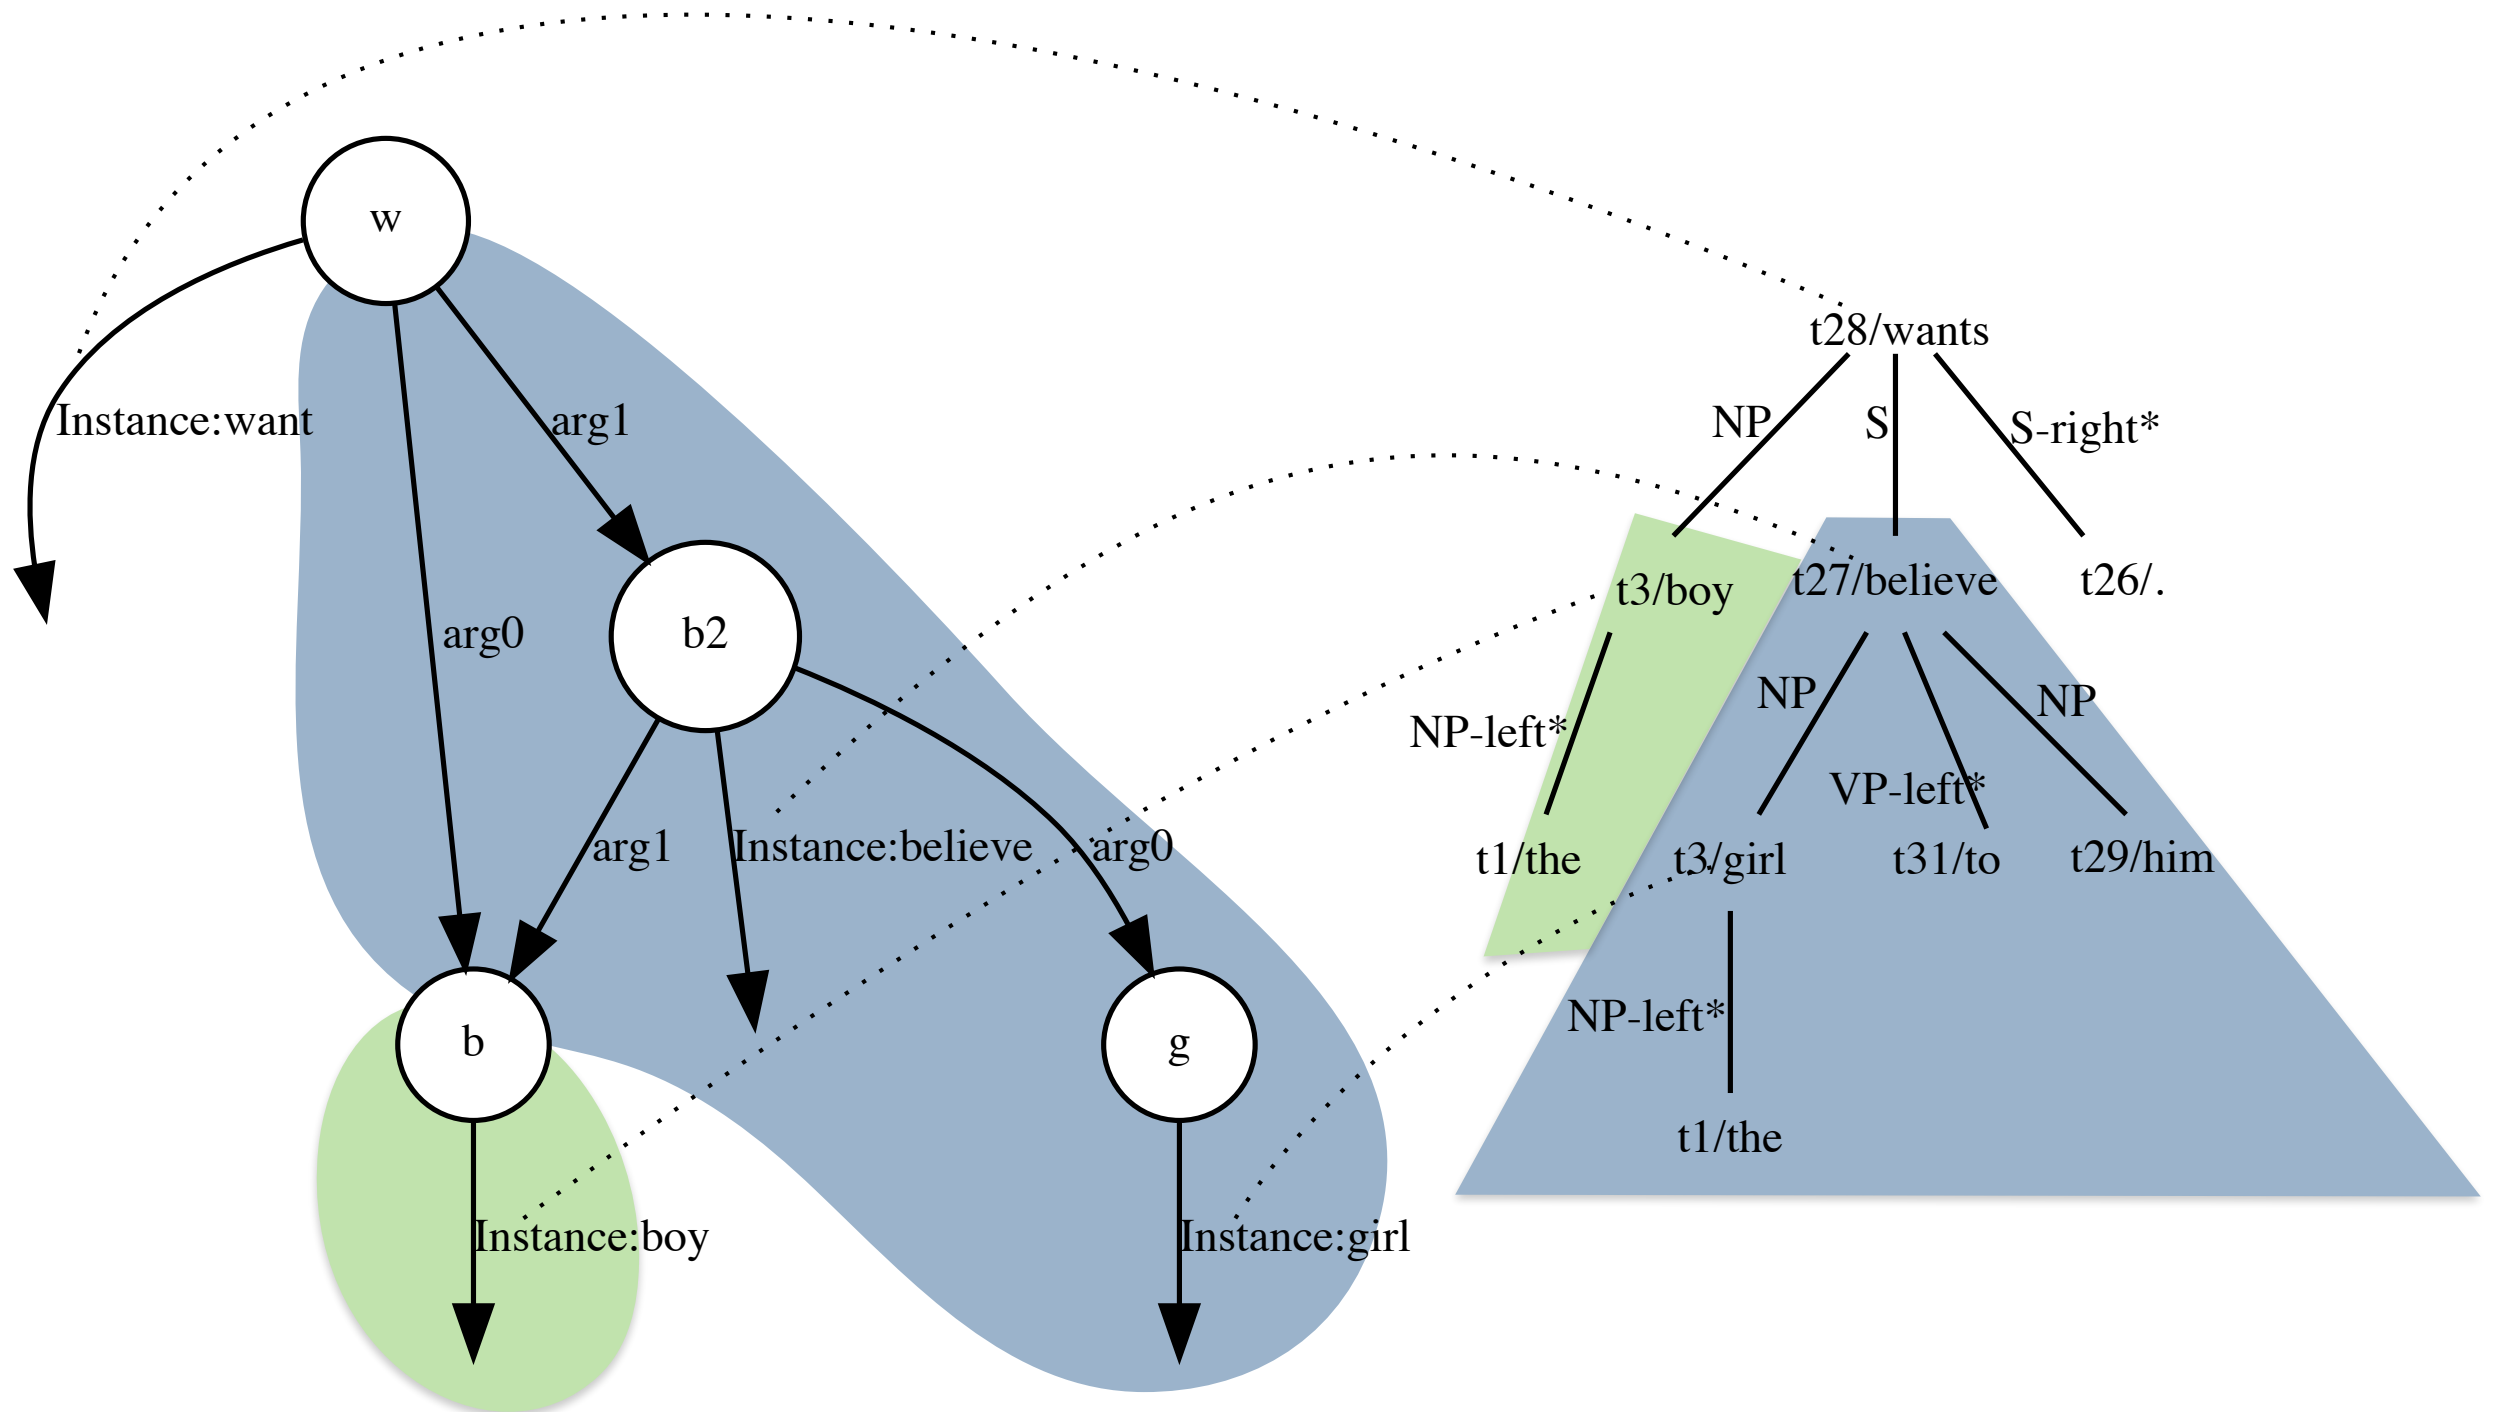 w
Instance:want
arg1
arg0
b2
arg1
Instance:believe
arg0
b
g
Instance:boy
Instance:girl
t28/wants
NP
S
S-right*
t3/boy
t27/believe
t26/.
NP-left*
NP
VP-left*
NP
t1/the
t3/girl
t31/to
t29/him
NP-left*
t1/the